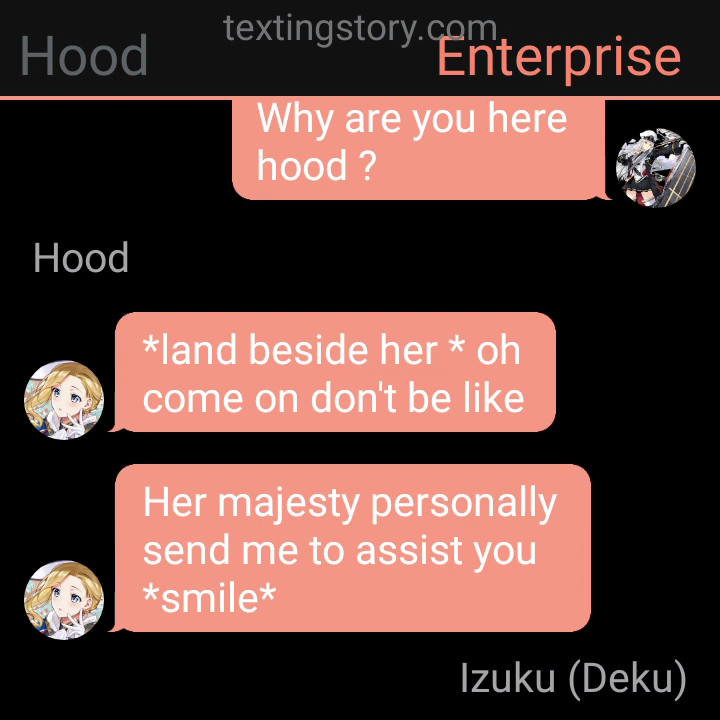 textingstory.com
Hood
Enterprise
Why are you here
hood ?
Hood
*land beside her * oh
come on don't be like
Her majesty personally
send me to assist you
*smile*
Izuku (Deku)